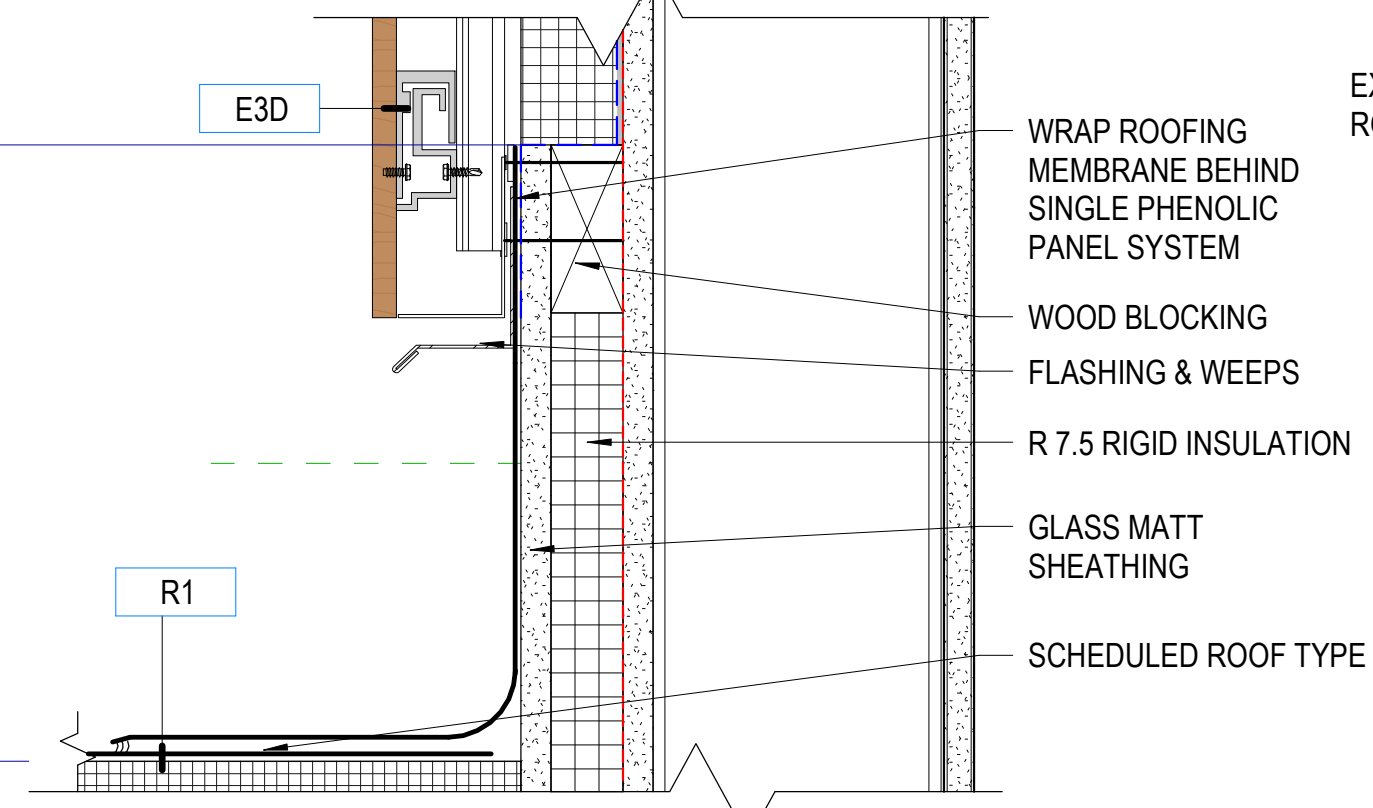 E3D
WRAP ROOFING
MEMBRANE BEHIND
SINGLE PHENOLIC
PANEL SYSTEM
WOOD BLOCKING
FLASHING & WEEPS
R 7.5 RIGID INSULATION
GLASS MATT
SHEATHING
R1
SCHEDULED ROOF TYPE